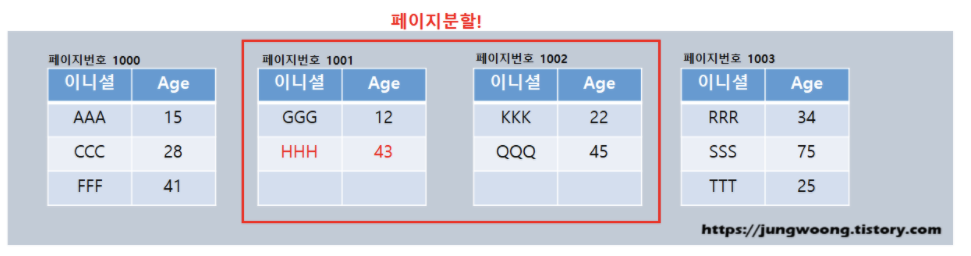 페이지분할!
페이지번호 1000
이니셜 Age
AAA 15
CCC 28
FFF 41
페이지번호 1001
이니셜 Age
GGG 12
HHH 43
페이지번호 1002
이니셜 Age
KKK 22
QQQ 45
페이지번호 1003
이니셜 Age
RRR 34
SSS 75
TTT 25
https://jungwoong.tistory.com